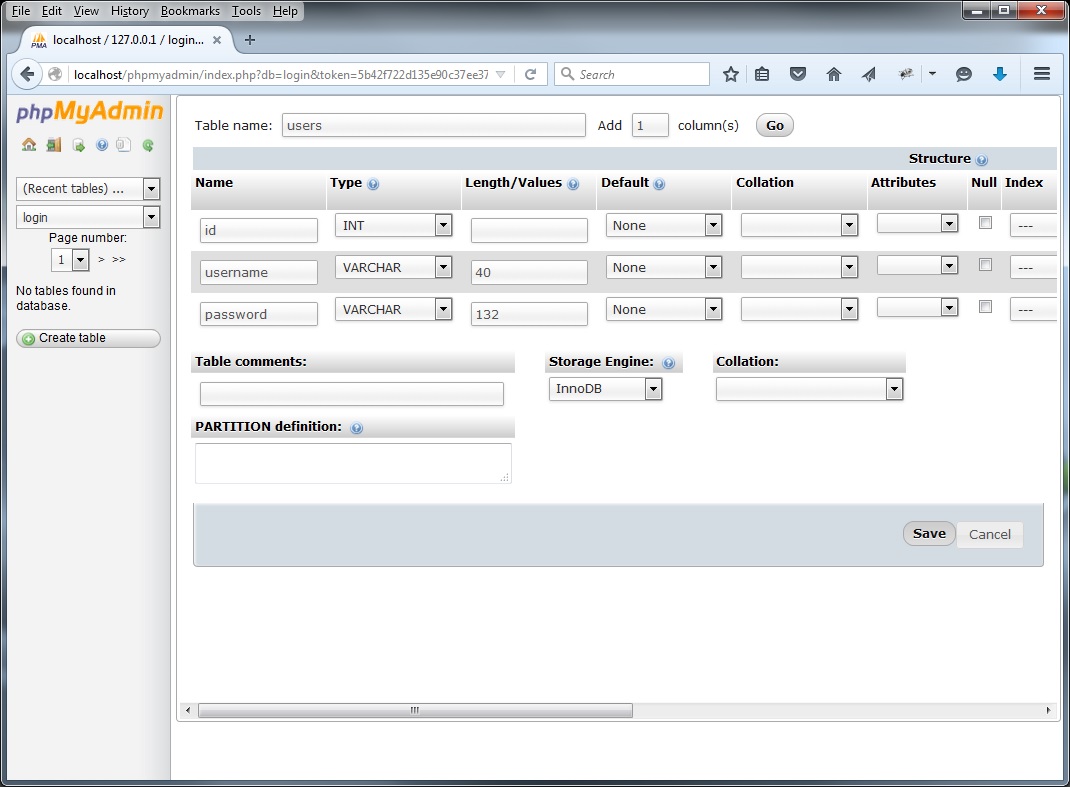 File Edit View History Bookmarks Tools Help
PMA localhost / 127.0.0.1 / login...
localhost/phpmyadmin/index.php?db=login&token=5b42f722d135e90c37ee37
Search
phpMyAdmin
(Recent tables) ...
login
Page number:
1 > >>
No tables found in
database.
Create table
Table name: users Add 1 column(s) Go
Structure
Name Type Length/Values Default Collation Attributes Null Index
id INT None ---
username VARCHAR 40 None ---
password VARCHAR 132 None ---
Table comments: Storage Engine: Collation:
InnoDB
PARTITION definition:
Save Cancel